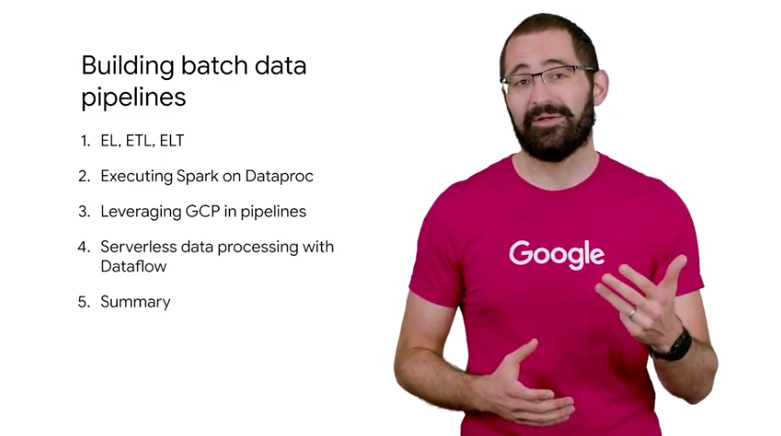 Building batch data
pipelines
1. EL, ETL, ELT
2. Executing Spark on Dataproc
3. Leveraging GCP in pipelines
4. Serverless data processing with
Dataflow
5. Summary
Google